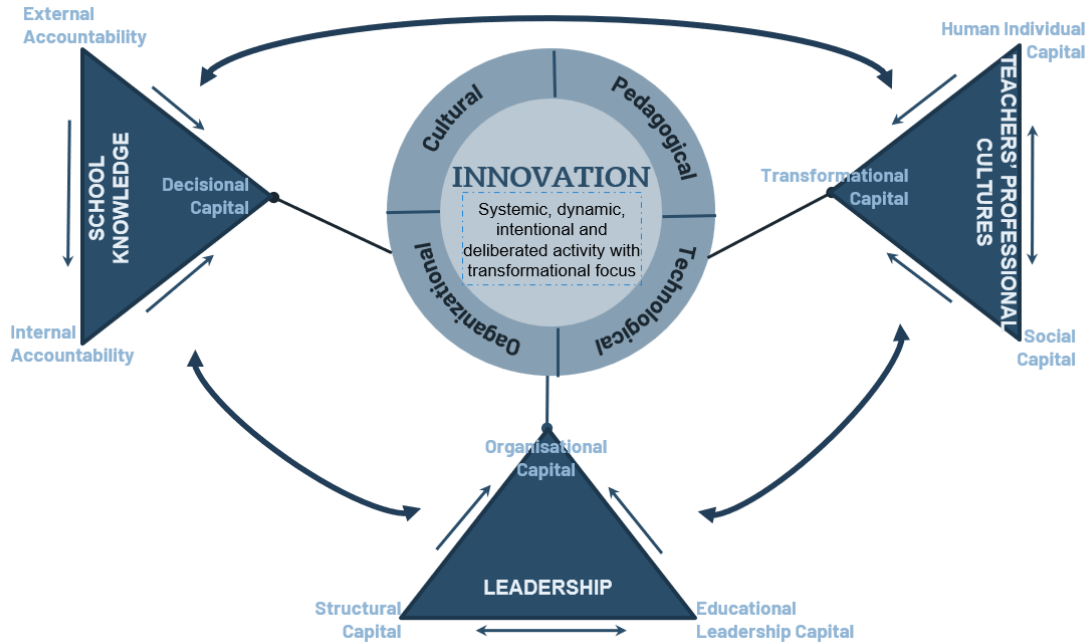 External
Accountability
Human Individual
Capital
Cultural
Pedagogical
TEACHERS' PROFESSIONAL
CULTURES
SCHOOL
KNOWLEDGE
INNOVATION
Decisional
Capital
Transformational
Capital
Systemic, dynamic,
intentional and
deliberated activity with
transformational focus
Oaganizational
Technological
Internal
Accountability
Social
Capital
Organisational
Capital
LEADERSHIP
Structural
Capital
Educational
Leadership Capital